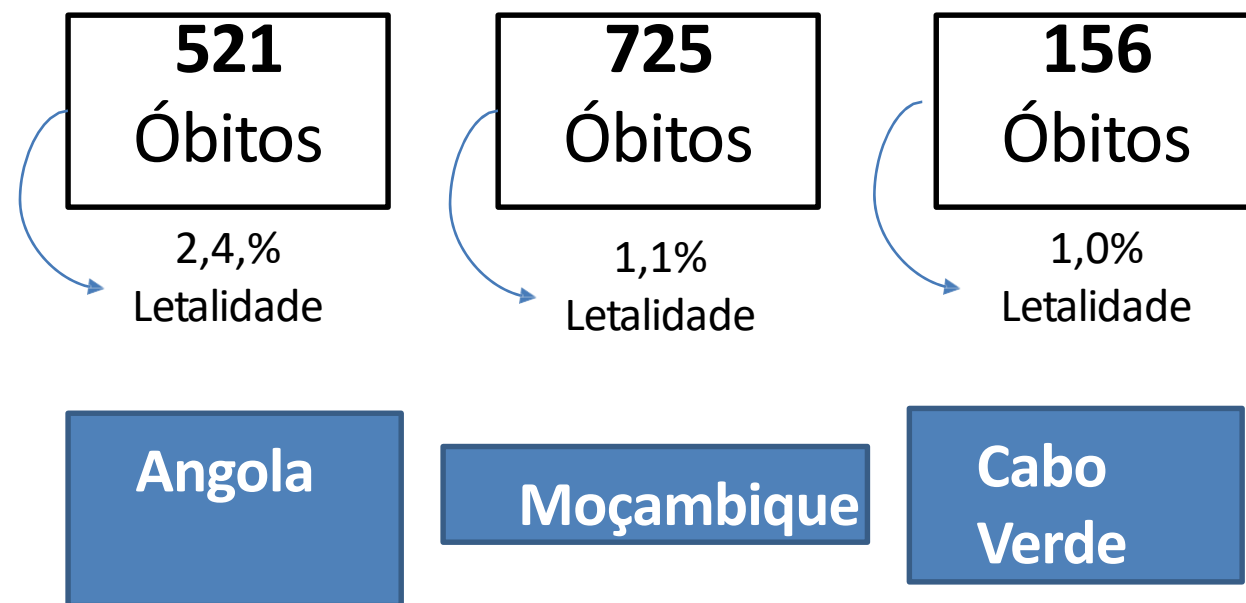 521
Óbitos
2,4,%
Letalidade
725
Óbitos
1,1%
Letalidade
156
Óbitos
1,0%
Letalidade
Angola
Moçambique
Cabo
Verde